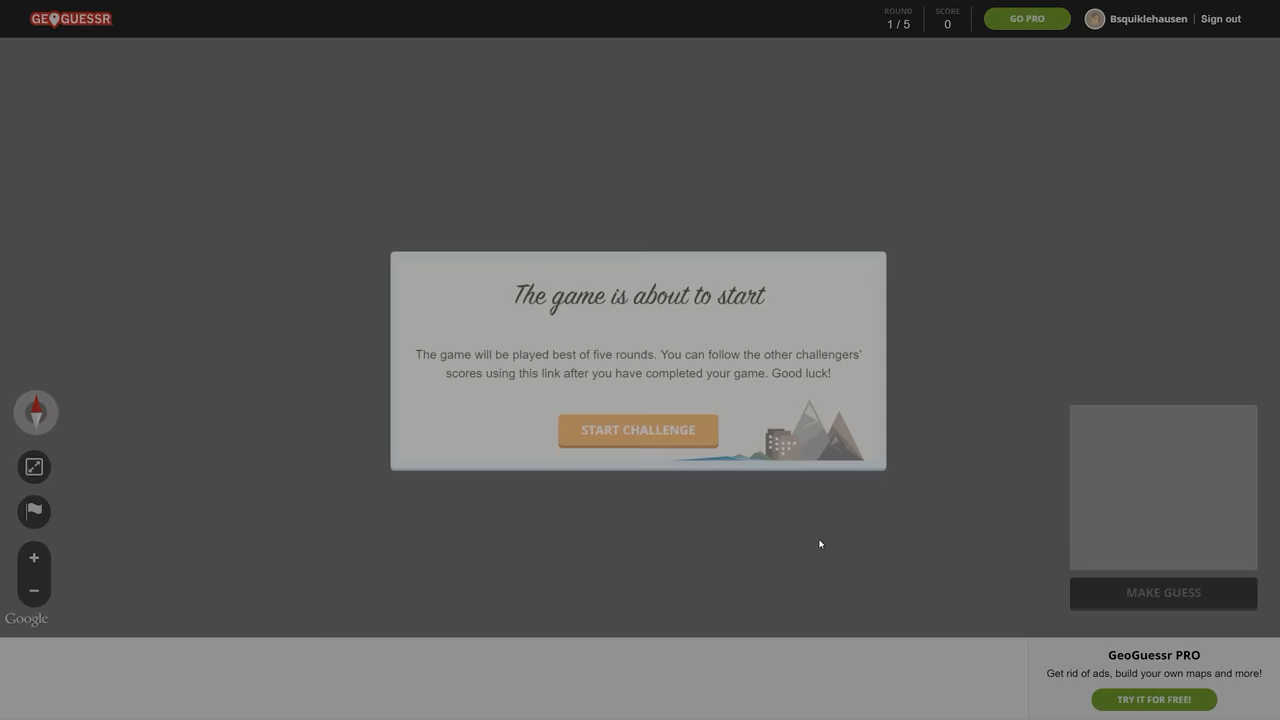 GEOGUESSR
ROUND
1 / 5
SCORE
0
GO PRO
Bsquiklehausen | Sign out
The game is about to start
The game will be played best of five rounds. You can follow the other challengers'
scores using this link after you have completed your game. Good luck!
START CHALLENGE
+
−
Google
MAKE GUESS
GeoGuessr PRO
Get rid of ads, build your own maps and more!
TRY IT FOR FREE!